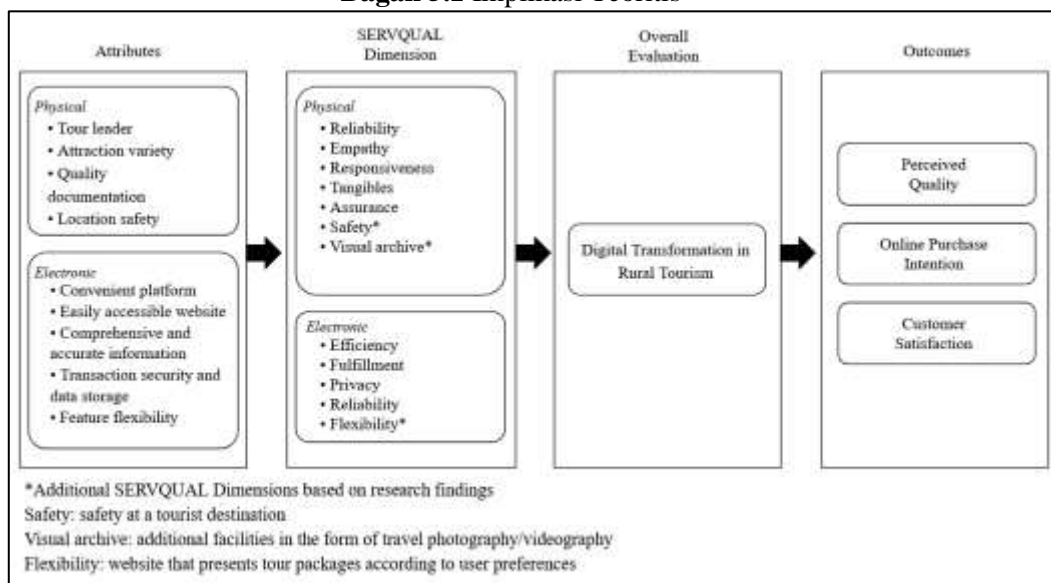 Bagan 5.2 Implikasi Teoritis
Attributes
Physical
• Tour leader
• Attraction variety
• Quality
documentation
• Location safety
Electronic
• Convenient platform
• Easily accessible website
• Comprehensive and
accurate information
• Transaction security and
data storage
• Feature flexibility
SERVQUAL
Dimension
Physical
• Reliability
• Empathy
• Responsiveness
• Tangibles
• Assurance
• Safety*
• Visual archive*
Electronic
• Efficiency
• Fulfillment
• Privacy
• Reliability
• Flexibility*
Overall
Evaluation
Digital Transformation in
Rural Tourism
Outcomes
Perceived
Quality
Online Purchase
Intention
Customer
Satisfaction
*Additional SERVQUAL Dimensions based on research findings
Safety: safety at a tourist destination
Visual archive: additional facilities in the form of travel photography/videography
Flexibility: website that presents tour packages according to user preferences